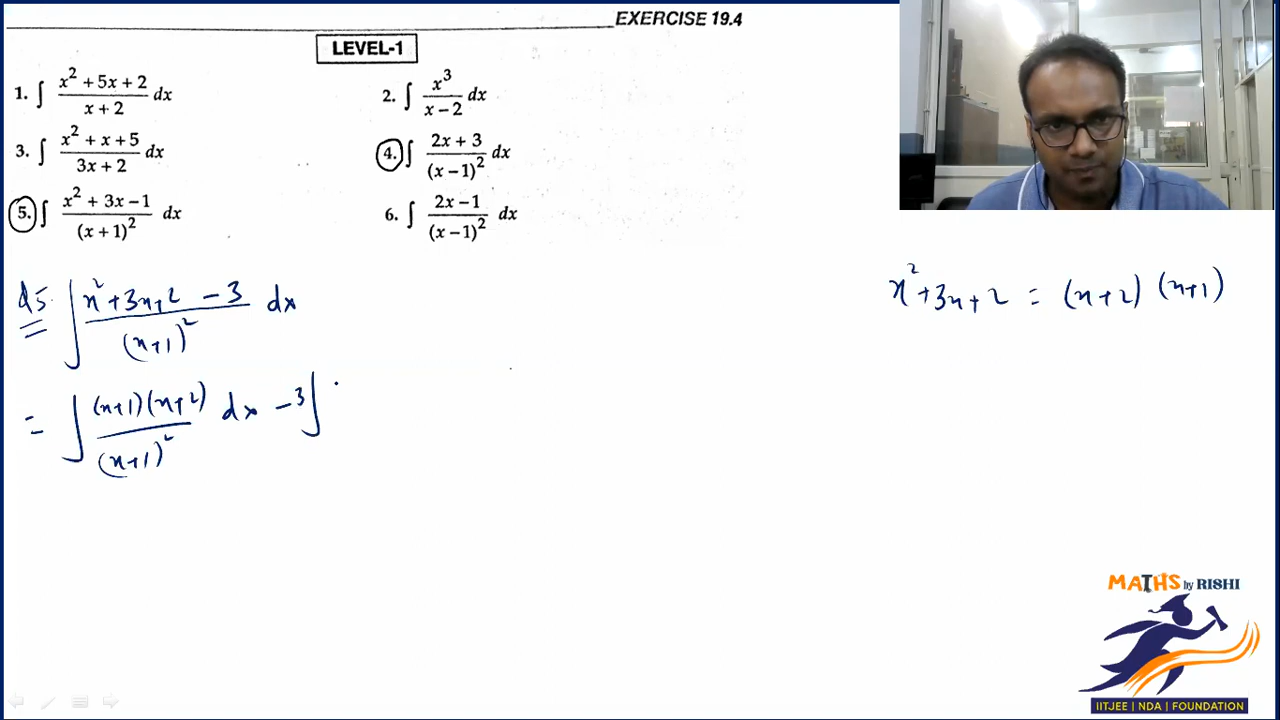 EXERCISE 19.4
LEVEL-1
1. ∫ (x² + 5x + 2)/(x + 2) dx
2. ∫ x³/(x − 2) dx
3. ∫ (x² + x + 5)/(3x + 2) dx
4. ∫ (2x + 3)/(x − 1)² dx
5. ∫ (x² + 3x − 1)/(x + 1)² dx
6. ∫ (2x − 1)/(x − 1)² dx
Q5. ∫ (x² + 3x + 2 − 3)/(x+1)² dx
x² + 3x + 2 = (x+2) (x+1)
= ∫ (x+1)(x+2)/(x+1)² dx − 3∫
MATHS by RISHI
IITJEE | NDA | FOUNDATION